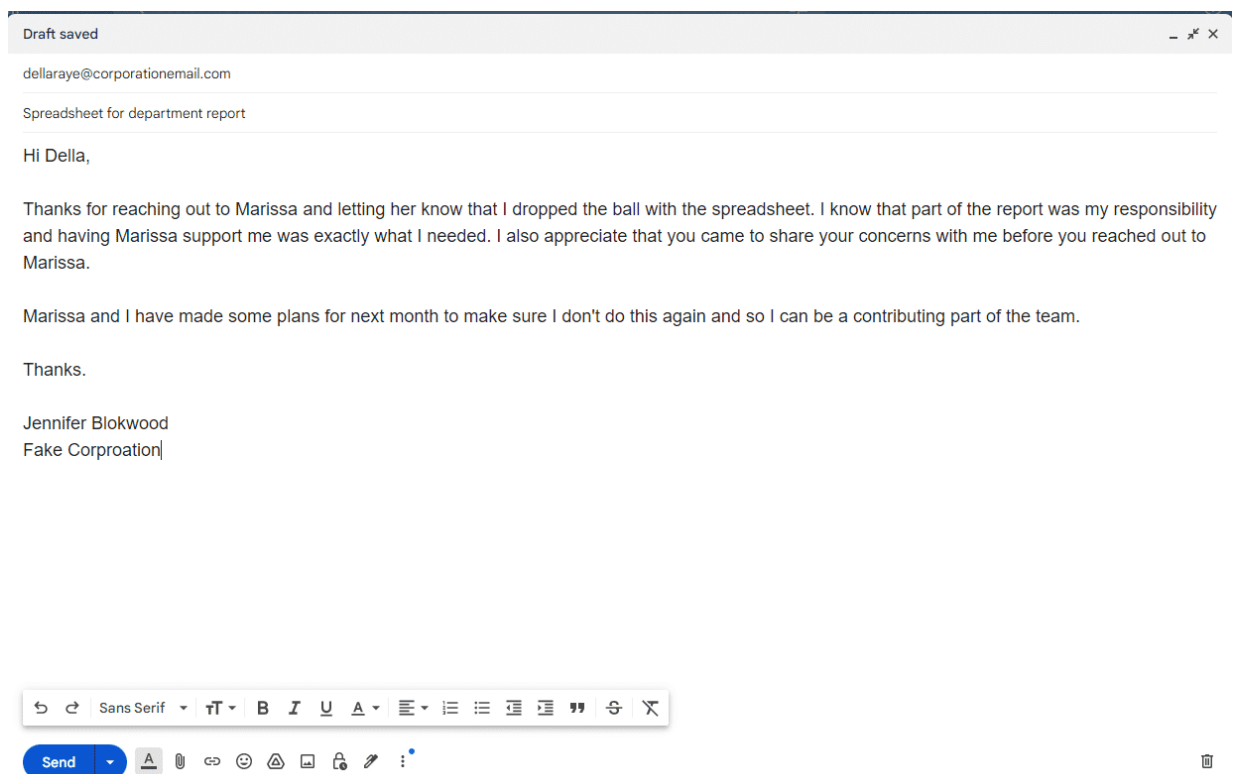 Draft saved
dellaraye@corporationemail.com
Spreadsheet for department report
Hi Della,
Thanks for reaching out to Marissa and letting her know that I dropped the ball with the spreadsheet. I know that part of the report was my responsibility
and having Marissa support me was exactly what I needed. I also appreciate that you came to share your concerns with me before you reached out to
Marissa.
Marissa and I have made some plans for next month to make sure I don't do this again and so I can be a contributing part of the team.
Thanks.
Jennifer Blokwood
Fake Corproation
Sans Serif
Send